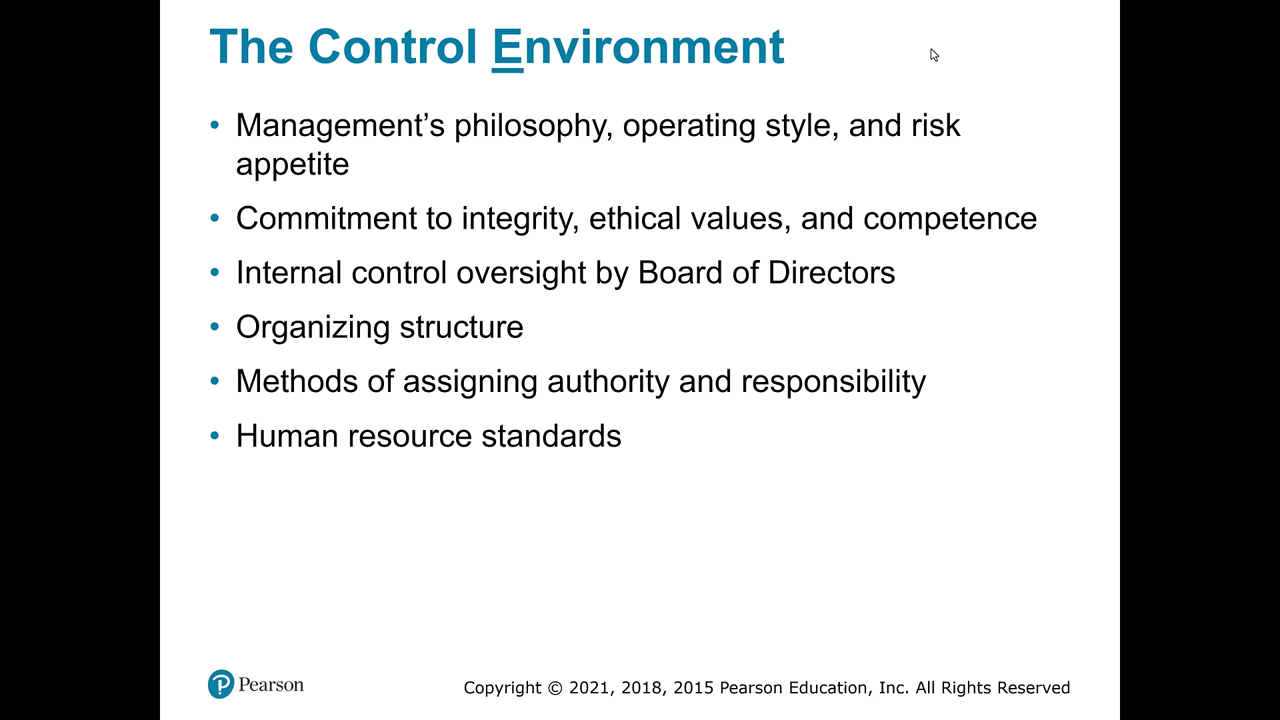 The Control Environment
• Management’s philosophy, operating style, and risk
appetite
• Commitment to integrity, ethical values, and competence
• Internal control oversight by Board of Directors
• Organizing structure
• Methods of assigning authority and responsibility
• Human resource standards
Pearson
Copyright © 2021, 2018, 2015 Pearson Education, Inc. All Rights Reserved